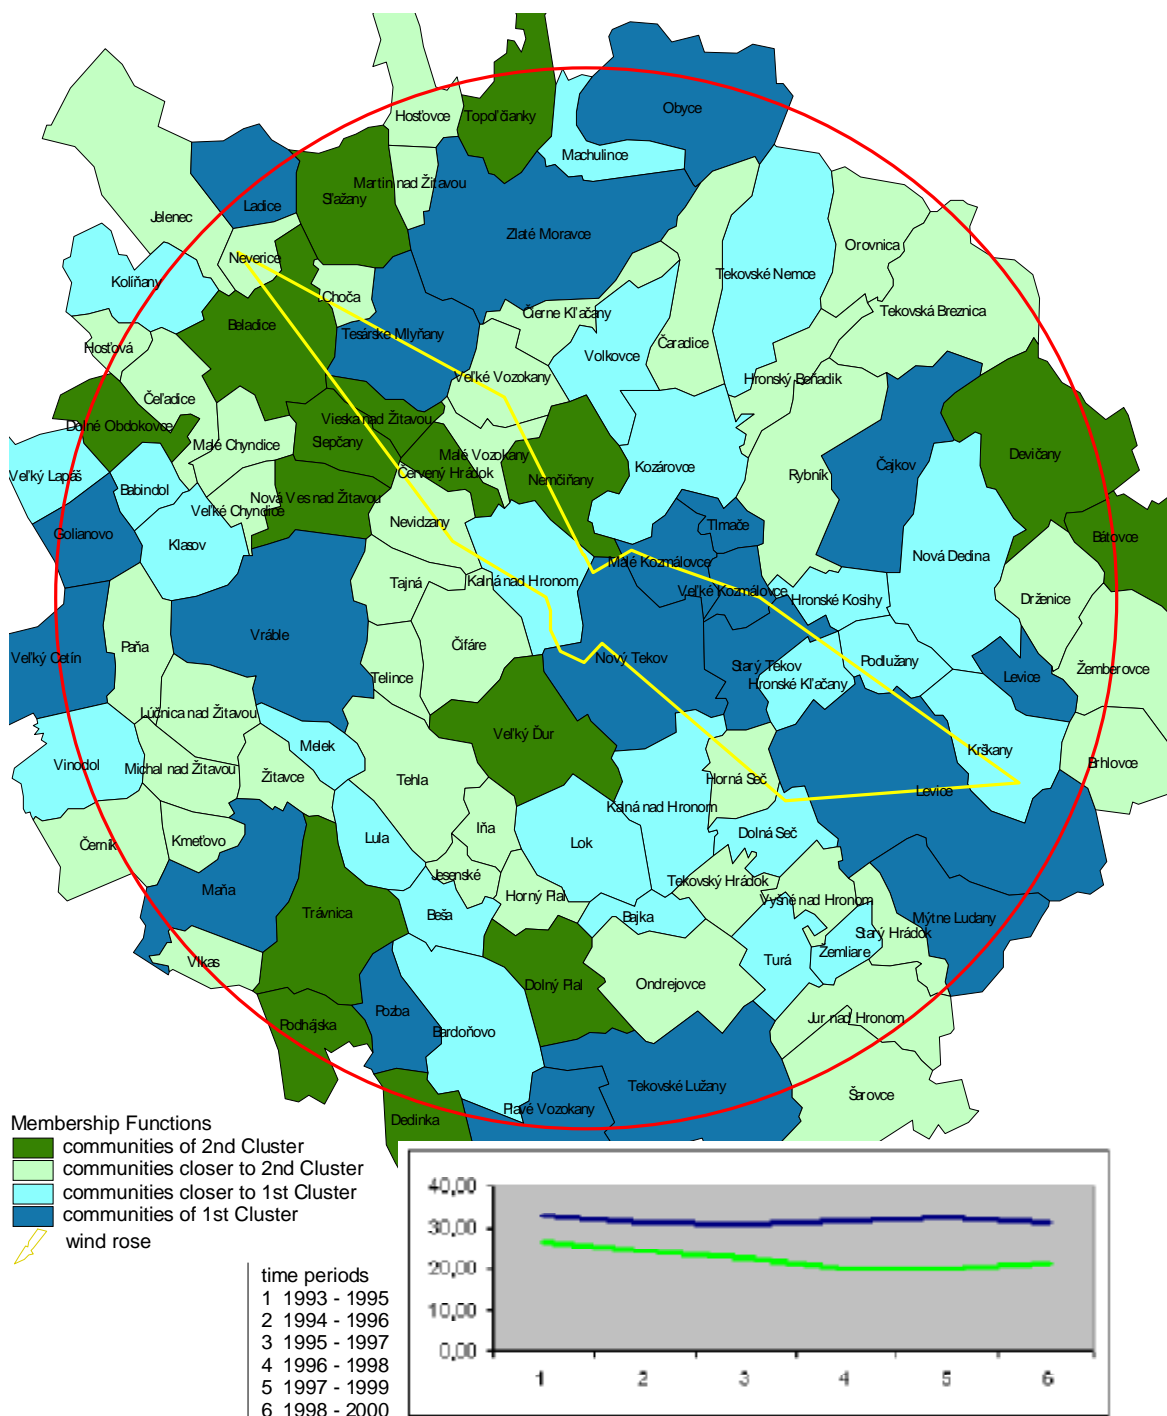 Obyce
Hosťovce
Topoľčianky
Machulince
Martin nad Žitavou
Sľažany
Ladice
Jelenec
Zlaté Moravce
Orovnica
Neverice
Kolíňany
Tekovské Nemce
Choča
Tekovská Breznica
Čierne Kľačany
Beladice
Tesárske Mlyňany
Hosťová
Čaradice
Volkovce
Veľké Vozokany
Hronský Beňadik
Čeľadice
Vieska nad Žitavou
Dolné Obdokovce
Slepčany
Malé Chyndice
Malé Vozokany
Devičany
Kozárovce
Čajkov
Červený Hrádok
Rybník
Veľký Lapáš
Nemčiňany
Babindol
Nová Ves nad Žitavou
Veľké Chyndice
Tlmače
Golianovo
Nevidzany
Bátovce
Klasov
Nová Dedina
Malé Kozmálovce
Kalná nad Hronom
Tajná
Veľké Kozmálovce
Hronské Kosihy
Drženice
Vráble
Čifáre
Paňa
Veľký Cetín
Nový Tekov
Podlužany
Starý Tekov
Žemberovce
Levice
Telince
Hronské Kľačany
Lúčnica nad Žitavou
Veľký Ďur
Melek
Krškany
Vinodol
Michal nad Žitavou
Žitavce
Brhlovce
Tehla
Horná Seč
Levice
Kalná nad Hronom
Iňa
Dolná Seč
Kmeťovo
Lula
Lok
Černík
Jesenské
Tekovský Hrádok
Maňa
Horný Pial
Vyšné nad Hronom
Mýtne Ludany
Trávnica
Beša
Bajka
Starý Hrádok
Žemliare
Turá
Vlkas
Dolný Pial
Ondrejovce
Pozba
Jur nad Hronom
Podhájska
Bardoňovo
Tekovské Lužany
Šarovce
Plavé Vozokany
Dedinka
Membership Functions
communities of 2nd Cluster
communities closer to 2nd Cluster
communities closer to 1st Cluster
communities of 1st Cluster
wind rose
time periods
1 1993 - 1995
2 1994 - 1996
3 1995 - 1997
4 1996 - 1998
5 1997 - 1999
6 1998 - 2000
40,00
30,00
20,00
10,00
0,00
1 2 3 4 5 6